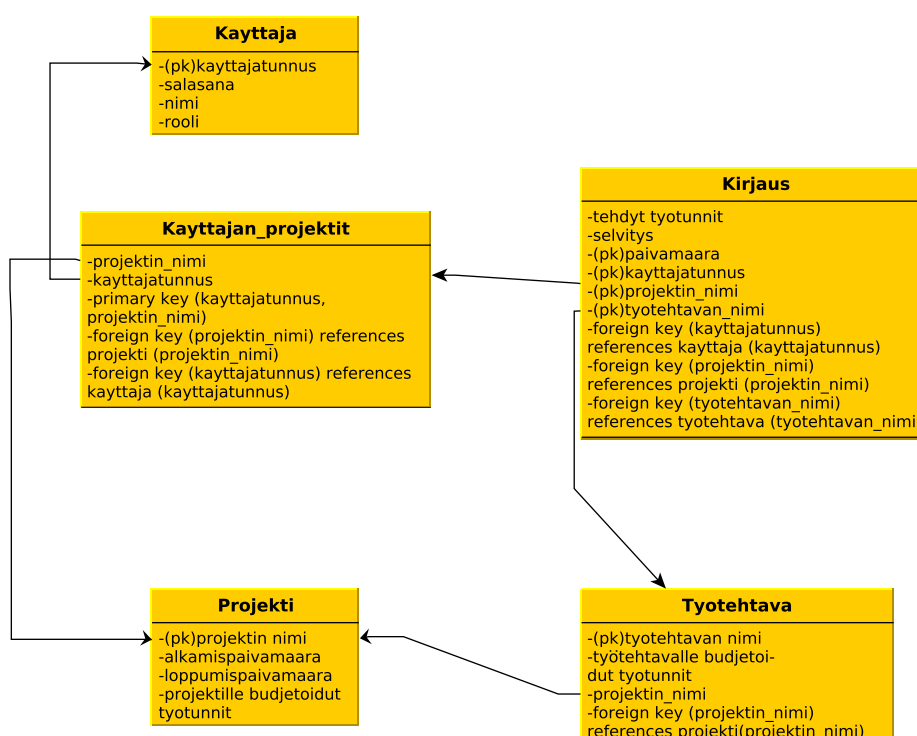 Kayttaja
-(pk)kayttajatunnus
-salasana
-nimi
-rooli
Kayttajan_projektit
-projektin_nimi
-kayttajatunnus
-primary key (kayttajatunnus,
projektin_nimi)
-foreign key (projektin_nimi) references
projekti (projektin_nimi)
-foreign key (kayttajatunnus) references
kayttaja (kayttajatunnus)
Kirjaus
-tehdyt tyotunnit
-selvitys
-(pk)paivamaara
-(pk)kayttajatunnus
-(pk)projektin_nimi
-(pk)tyotehtavan_nimi
-foreign key (kayttajatunnus)
references kayttaja (kayttajatunnus)
-foreign key (projektin_nimi)
references projekti (projektin_nimi)
-foreign key (tyotehtavan_nimi)
references tyotehtava (tyotehtavan_nimi
Projekti
-(pk)projektin nimi
-alkamispaivamaara
-loppumispaivamaara
-projektille budjetoidut
tyotunnit
Tyotehtava
-(pk)tyotehtavan nimi
-työtehtavalle budjetoi-
dut tyotunnit
-projektin_nimi
-foreign key (projektin_nimi)
references projekti(projektin_nimi)